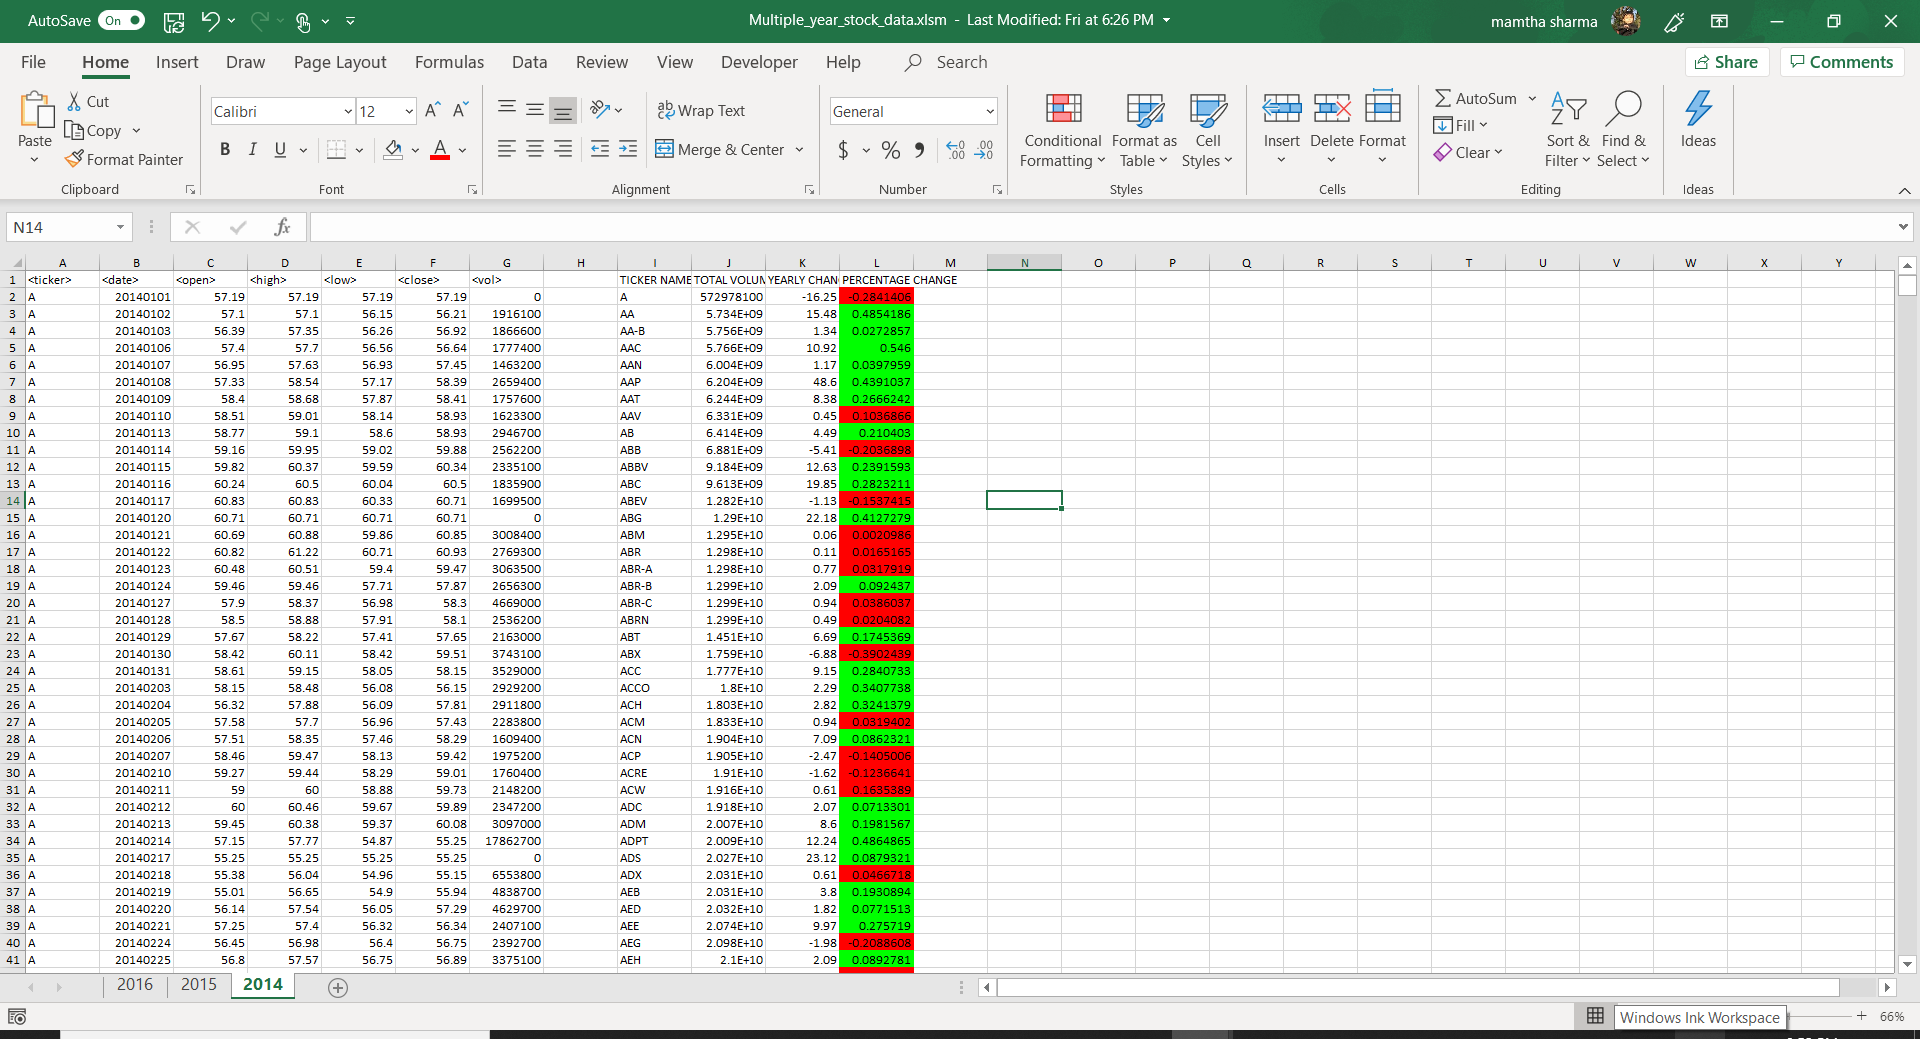 AutoSave On Multiple_year_stock_data.xlsm - Last Modified: Fri at 6:26 PM mamtha sharma
File Home Insert Draw Page Layout Formulas Data Review View Developer Help Search Share Comments
Paste Cut Copy Format Painter Clipboard
Calibri 12 B I U A Font
Wrap Text Merge & Center Alignment
General $ % Number
Conditional Formatting Format as Table Cell Styles Styles
Insert Delete Format Cells
AutoSum Fill Clear Sort & Filter Find & Select Editing
Ideas Ideas
N14 fx
A B C D E F G H I J K L M N O P Q R S T U V W X Y
1 <ticker> <date> <open> <high> <low> <close> <vol> TICKER NAME TOTAL VOLUM YEARLY CHAN PERCENTAGE CHANGE
2 A 20140101 57.19 57.19 57.19 57.19 0 A 572978100 -16.25 -0.2841406
3 A 20140102 57.1 57.1 56.15 56.21 1916100 AA 5.734E+09 15.48 0.4854186
4 A 20140103 56.39 57.35 56.26 56.92 1866600 AA-B 5.756E+09 1.34 0.0272857
5 A 20140106 57.4 57.7 56.56 56.64 1777400 AAC 5.766E+09 10.92 0.546
6 A 20140107 56.95 57.63 56.93 57.45 1463200 AAN 6.004E+09 1.17 0.0397959
7 A 20140108 57.33 58.54 57.17 58.39 2659400 AAP 6.204E+09 48.6 0.4391037
8 A 20140109 58.4 58.68 57.87 58.41 1757600 AAT 6.244E+09 8.38 0.2666242
9 A 20140110 58.51 59.01 58.14 58.93 1623300 AAV 6.331E+09 0.45 0.1036866
10 A 20140113 58.77 59.1 58.6 58.93 2946700 AB 6.414E+09 4.49 0.210403
11 A 20140114 59.16 59.95 59.02 59.88 2562200 ABB 6.881E+09 -5.41 -0.2036898
12 A 20140115 59.82 60.37 59.59 60.34 2335100 ABBV 9.184E+09 12.63 0.2391593
13 A 20140116 60.24 60.5 60.04 60.5 1835900 ABC 9.613E+09 19.85 0.2823211
14 A 20140117 60.83 60.83 60.33 60.71 1699500 ABEV 1.282E+10 -1.13 -0.1537415
15 A 20140120 60.71 60.71 60.71 60.71 0 ABG 1.29E+10 22.18 0.4127279
16 A 20140121 60.69 60.88 59.86 60.85 3008400 ABM 1.295E+10 0.06 0.0020986
17 A 20140122 60.82 61.22 60.71 60.93 2769300 ABR 1.298E+10 0.11 0.0165165
18 A 20140123 60.48 60.51 59.4 59.47 3063500 ABR-A 1.298E+10 0.77 0.0317919
19 A 20140124 59.46 59.46 57.71 57.87 2656300 ABR-B 1.299E+10 2.09 0.092437
20 A 20140127 57.9 58.37 56.98 58.3 4669000 ABR-C 1.299E+10 0.94 0.0386037
21 A 20140128 58.5 58.88 57.91 58.1 2536200 ABRN 1.299E+10 0.49 0.0204082
22 A 20140129 57.67 58.22 57.41 57.65 2163000 ABT 1.451E+10 6.69 0.1745369
23 A 20140130 58.42 60.11 58.42 59.51 3743100 ABX 1.759E+10 -6.88 -0.3902439
24 A 20140131 58.61 59.15 58.05 58.15 3529000 ACC 1.777E+10 9.15 0.2840733
25 A 20140203 58.15 58.48 56.08 56.15 2929200 ACCO 1.8E+10 2.29 0.3407738
26 A 20140204 56.32 57.88 56.09 57.81 2911800 ACH 1.803E+10 2.82 0.3241379
27 A 20140205 57.58 57.7 56.96 57.43 2283800 ACM 1.833E+10 0.94 0.0319402
28 A 20140206 57.51 58.35 57.46 58.29 1609400 ACN 1.904E+10 7.09 0.0862321
29 A 20140207 58.46 59.47 58.13 59.42 1975200 ACP 1.905E+10 -2.47 -0.1405006
30 A 20140210 59.27 59.44 58.29 59.01 1760400 ACRE 1.91E+10 -1.62 -0.1236641
31 A 20140211 59 60 58.88 59.73 2148200 ACW 1.916E+10 0.61 0.1635389
32 A 20140212 60 60.46 59.67 59.89 2347200 ADC 1.918E+10 2.07 0.0713301
33 A 20140213 59.45 60.38 59.37 60.08 3097000 ADM 2.007E+10 8.6 0.1981567
34 A 20140214 57.15 57.77 54.87 55.25 17862700 ADPT 2.009E+10 12.24 0.4864865
35 A 20140217 55.25 55.25 55.25 55.25 0 ADS 2.027E+10 23.12 0.0879321
36 A 20140218 55.38 56.04 54.96 55.15 6553800 ADX 2.031E+10 0.61 0.0466718
37 A 20140219 55.01 56.65 54.9 55.94 4838700 AEB 2.031E+10 3.8 0.1930894
38 A 20140220 56.14 57.54 56.05 57.29 4629700 AED 2.032E+10 1.82 0.0771513
39 A 20140221 57.25 57.4 56.32 56.34 2407100 AEE 2.074E+10 9.97 0.275719
40 A 20140224 56.45 56.98 56.4 56.75 2392700 AEG 2.098E+10 -1.98 -0.2088608
41 A 20140225 56.8 57.57 56.75 56.89 3375100 AEH 2.1E+10 2.09 0.0892781
2016 2015 2014
Windows Ink Workspace 66%